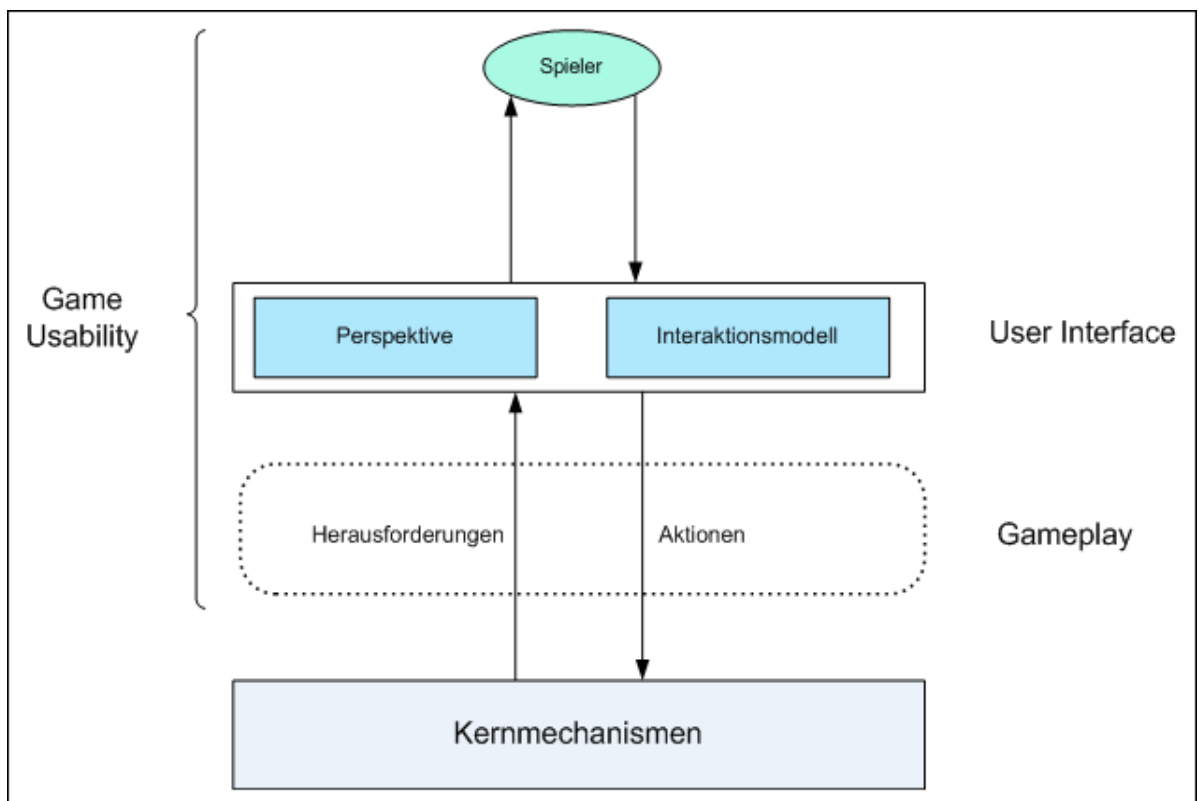 Spieler
Game
Usability
Perspektive
Interaktionsmodell
User Interface
Herausforderungen
Aktionen
Gameplay
Kernmechanismen